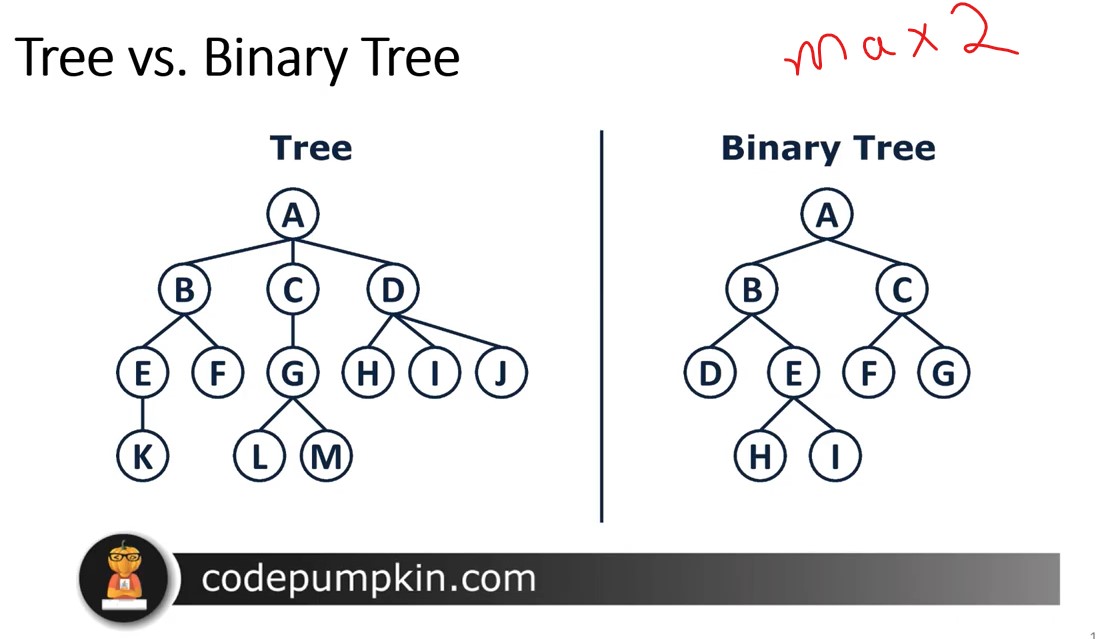 Tree vs. Binary Tree
max 2
Tree
Binary Tree
A
B C D
E F G H I J
K L M
A
B C
D E F G
H I
codepumpkin.com
1